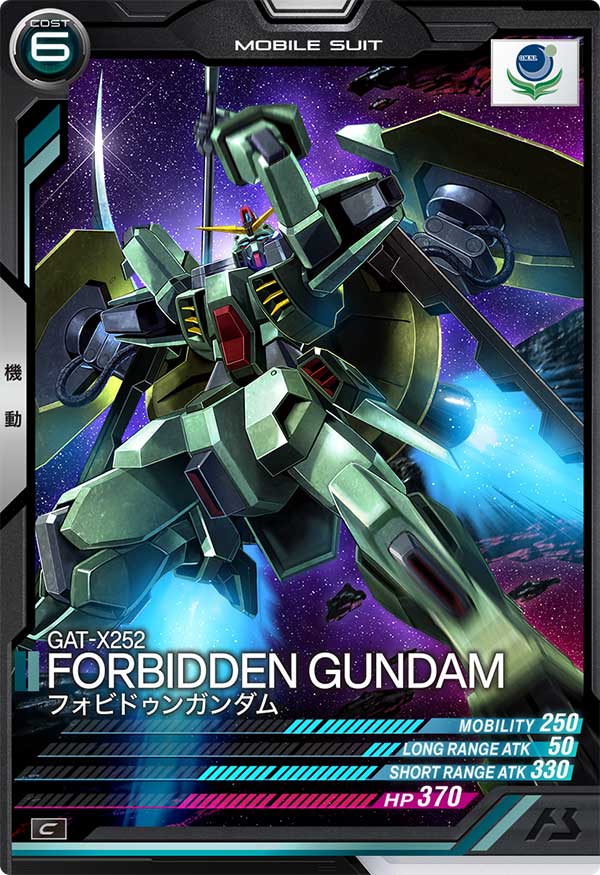 COST
6
MOBILE SUIT
O.M.N.I.
機動
GAT-X252
FORBIDDEN GUNDAM
フォビドゥンガンダム
MOBILITY 250
LONG RANGE ATK 50
SHORT RANGE ATK 330
HP 370
C